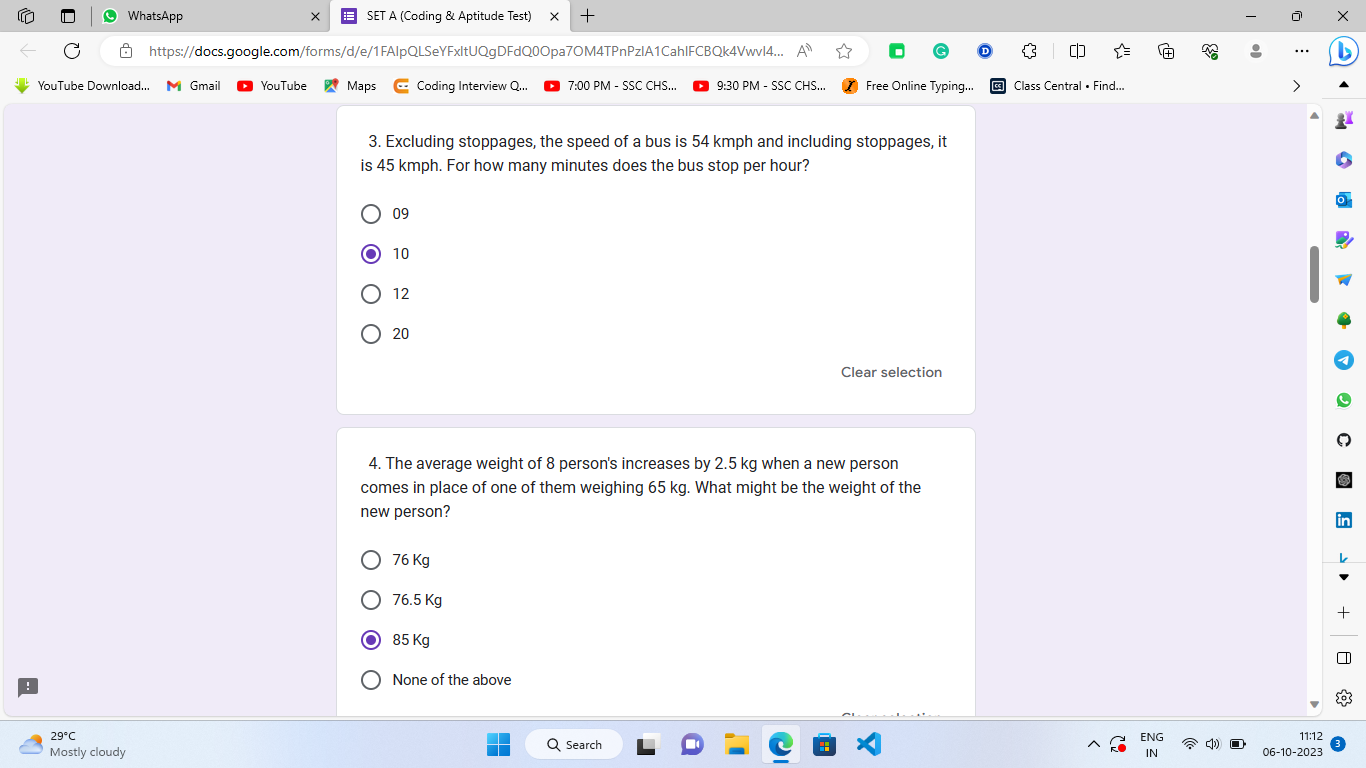 WhatsApp
SET A (Coding & Aptitude Test)
https://docs.google.com/forms/d/e/1FAIpQLSeYFxItUQgDFdQ0Opa7OM4TPnPzIA1CahlFCBQk4Vwvl4...
YouTube Download...
Gmail
YouTube
Maps
Coding Interview Q...
7:00 PM - SSC CHS...
9:30 PM - SSC CHS...
Free Online Typing...
Class Central • Find...
3. Excluding stoppages, the speed of a bus is 54 kmph and including stoppages, it
is 45 kmph. For how many minutes does the bus stop per hour?
09
10
12
20
Clear selection
4. The average weight of 8 person's increases by 2.5 kg when a new person
comes in place of one of them weighing 65 kg. What might be the weight of the
new person?
76 Kg
76.5 Kg
85 Kg
None of the above
Clear selection
29°C
Mostly cloudy
Search
ENG
IN
11:12
06-10-2023
3